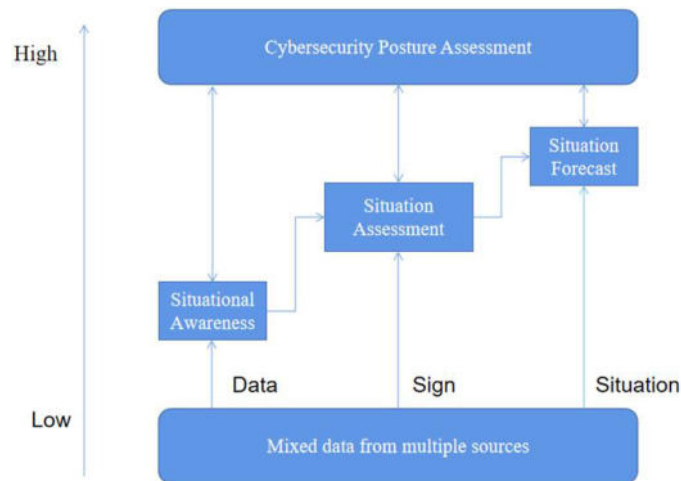 High
Cybersecurity Posture Assessment
Situation
Forecast
Situation
Assessment
Situational
Awareness
Data
Sign
Situation
Low
Mixed data from multiple sources